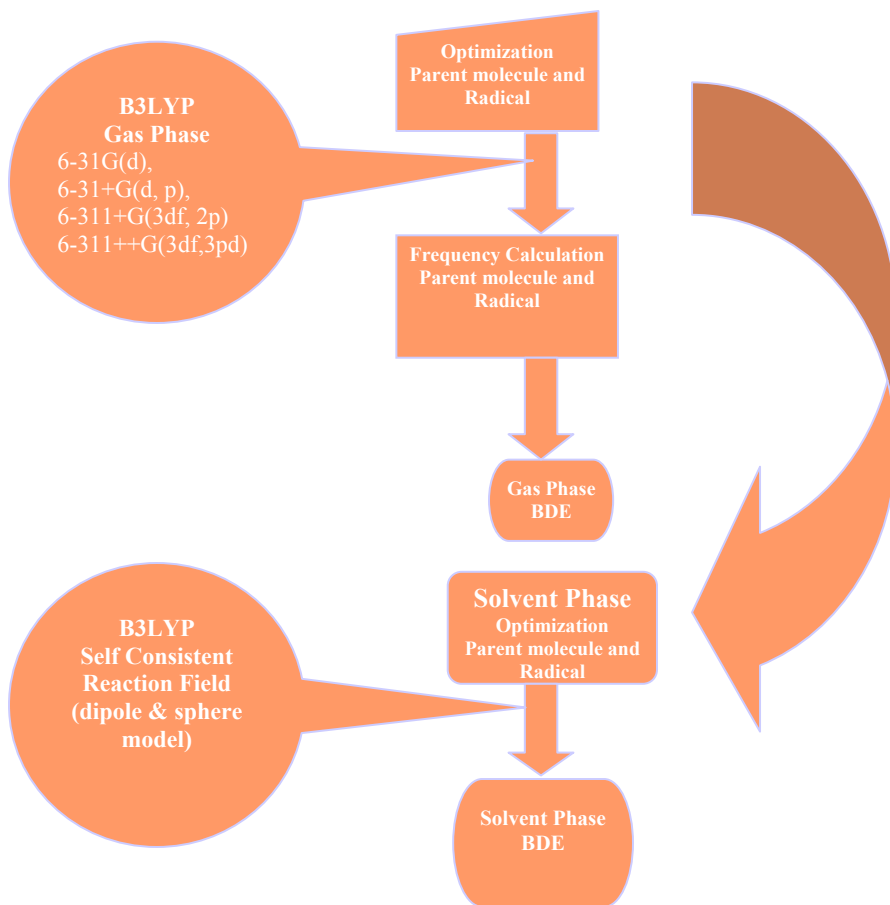 Optimization
Parent molecule and
Radical
B3LYP
Gas Phase
6-31G(d),
6-31+G(d, p),
6-311+G(3df, 2p)
6-311++G(3df,3pd)
Frequency Calculation
Parent molecule and
Radical
Gas Phase
BDE
Solvent Phase
Optimization
Parent molecule and
Radical
B3LYP
Self Consistent
Reaction Field
(dipole & sphere
model)
Solvent Phase
BDE